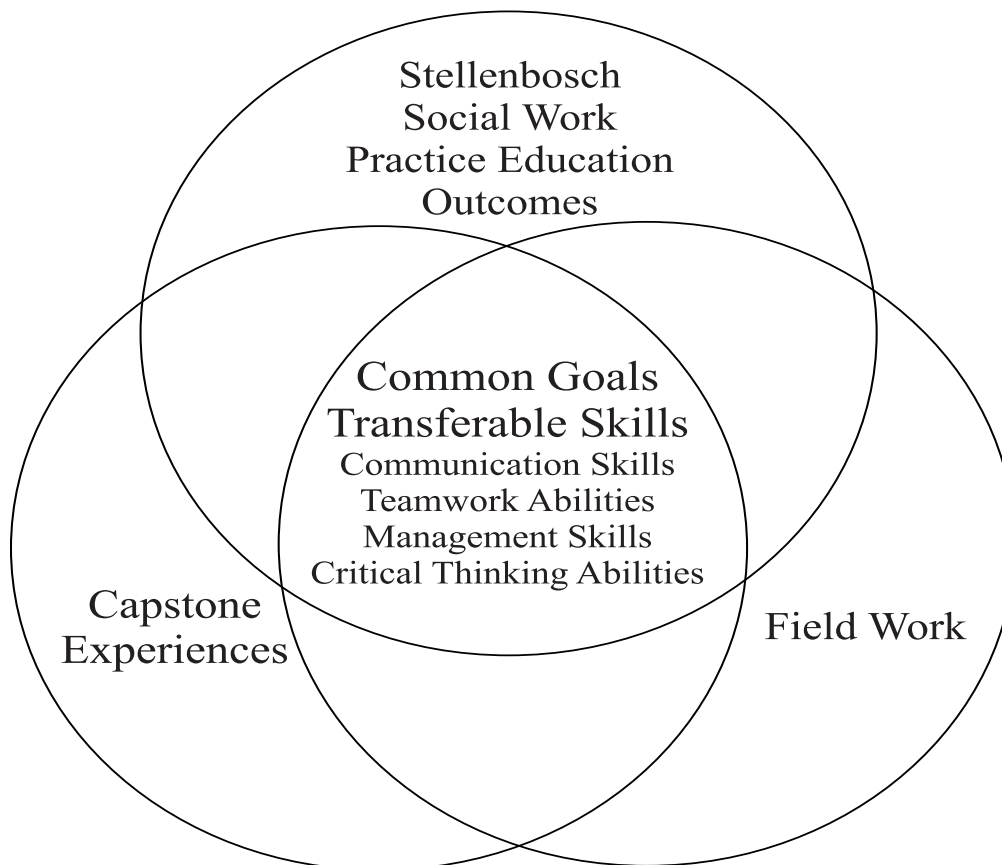 Stellenbosch
Social Work
Practice Education
Outcomes
Common Goals
Transferable Skills
Communication Skills
Teamwork Abilities
Management Skills
Critical Thinking Abilities
Capstone
Experiences
Field Work